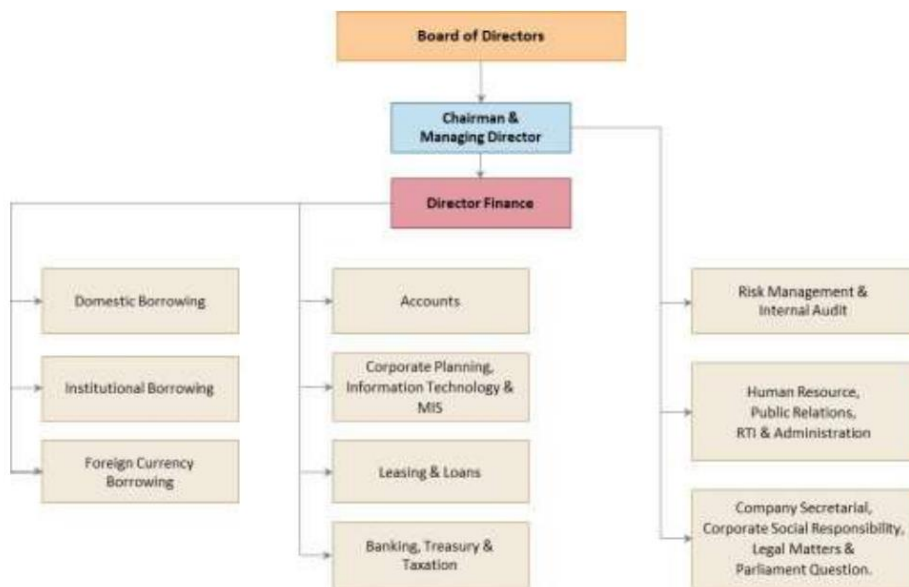 Board of Directors
Chairman &
Managing Director
Director Finance
Domestic Borrowing
Institutional Borrowing
Foreign Currency
Borrowing
Accounts
Corporate Planning,
Information Technology &
MIS
Leasing & Loans
Banking, Treasury &
Taxation
Risk Management &
Internal Audit
Human Resource,
Public Relations,
RTI & Administration
Company Secretarial,
Corporate Social Responsibility,
Legal Matters &
Parliament Question.